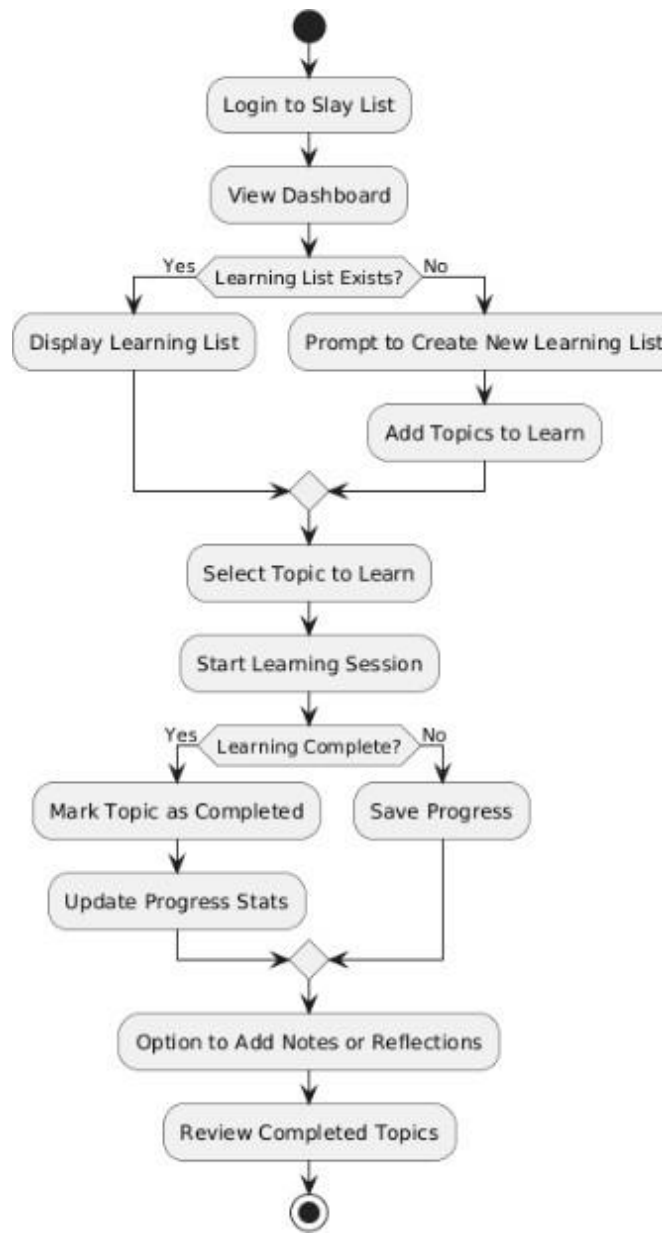 Login to Slay List
View Dashboard
Yes
Learning List Exists?
No
Display Learning List
Prompt to Create New Learning List
Add Topics to Learn
Select Topic to Learn
Start Learning Session
Yes
Learning Complete?
No
Mark Topic as Completed
Save Progress
Update Progress Stats
Option to Add Notes or Reflections
Review Completed Topics